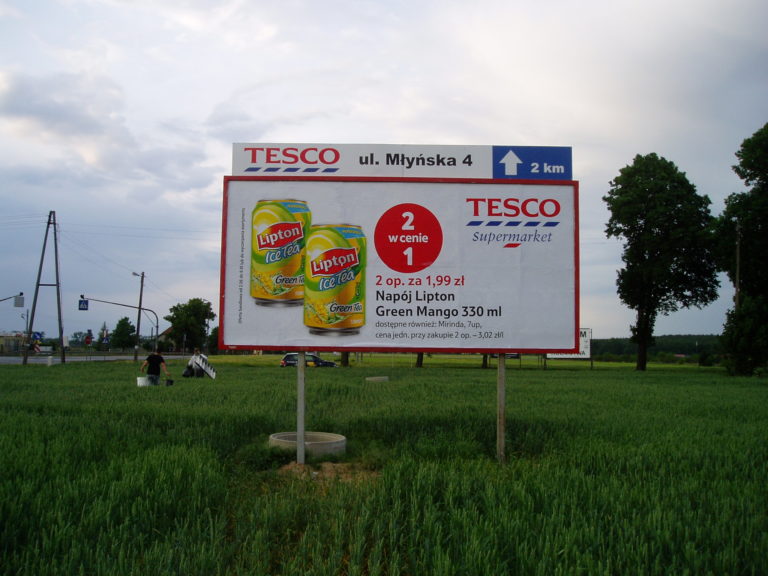 TESCO ul. Młyńska 4 2 km
Lipton
Ice Tea
Green Tea
Lipton
Ice Tea
Green Tea
2
w cenie
1
TESCO
Supermarket
2 op. za 1,99 zł
Napój Lipton
Green Mango 330 ml
dostępne również: Mirinda, 7up,
cena jedn. przy zakupie 2 op. – 3,02 zł/l